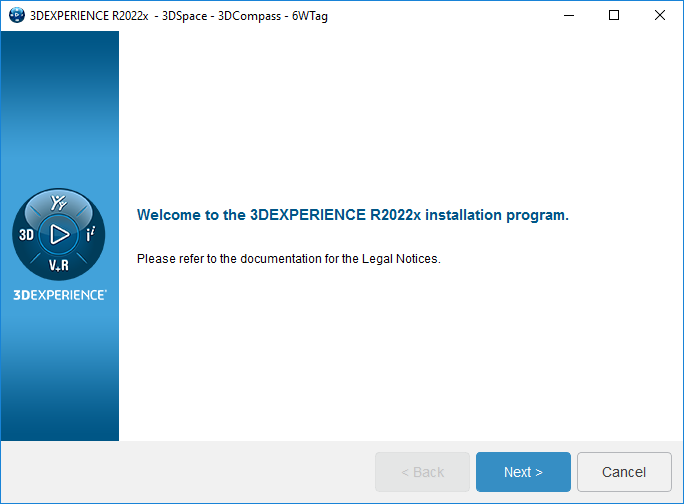 3DEXPERIENCE R2022x - 3DSpace - 3DCompass - 6WTag
3D
i²
V+R
3DEXPERIENCE
Welcome to the 3DEXPERIENCE R2022x installation program.
Please refer to the documentation for the Legal Notices.
< Back
Next >
Cancel